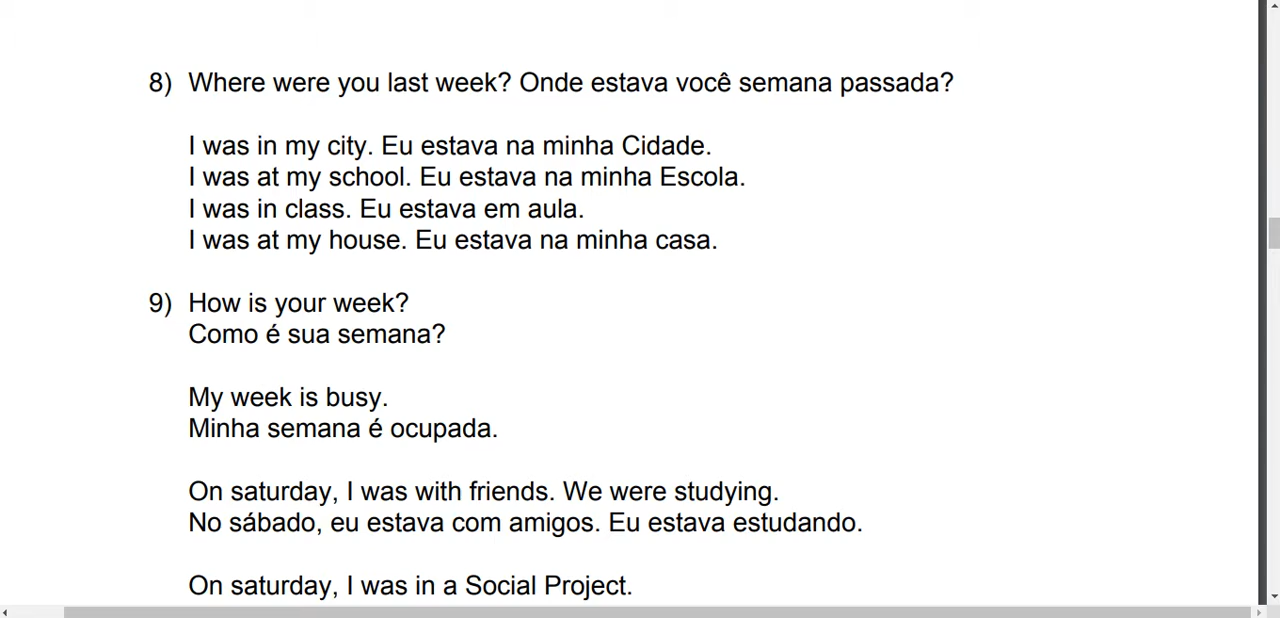 8) Where were you last week? Onde estava você semana passada?
I was in my city. Eu estava na minha Cidade.
I was at my school. Eu estava na minha Escola.
I was in class. Eu estava em aula.
I was at my house. Eu estava na minha casa.
9) How is your week?
Como é sua semana?
My week is busy.
Minha semana é ocupada.
On saturday, I was with friends. We were studying.
No sábado, eu estava com amigos. Eu estava estudando.
On saturday, I was in a Social Project.